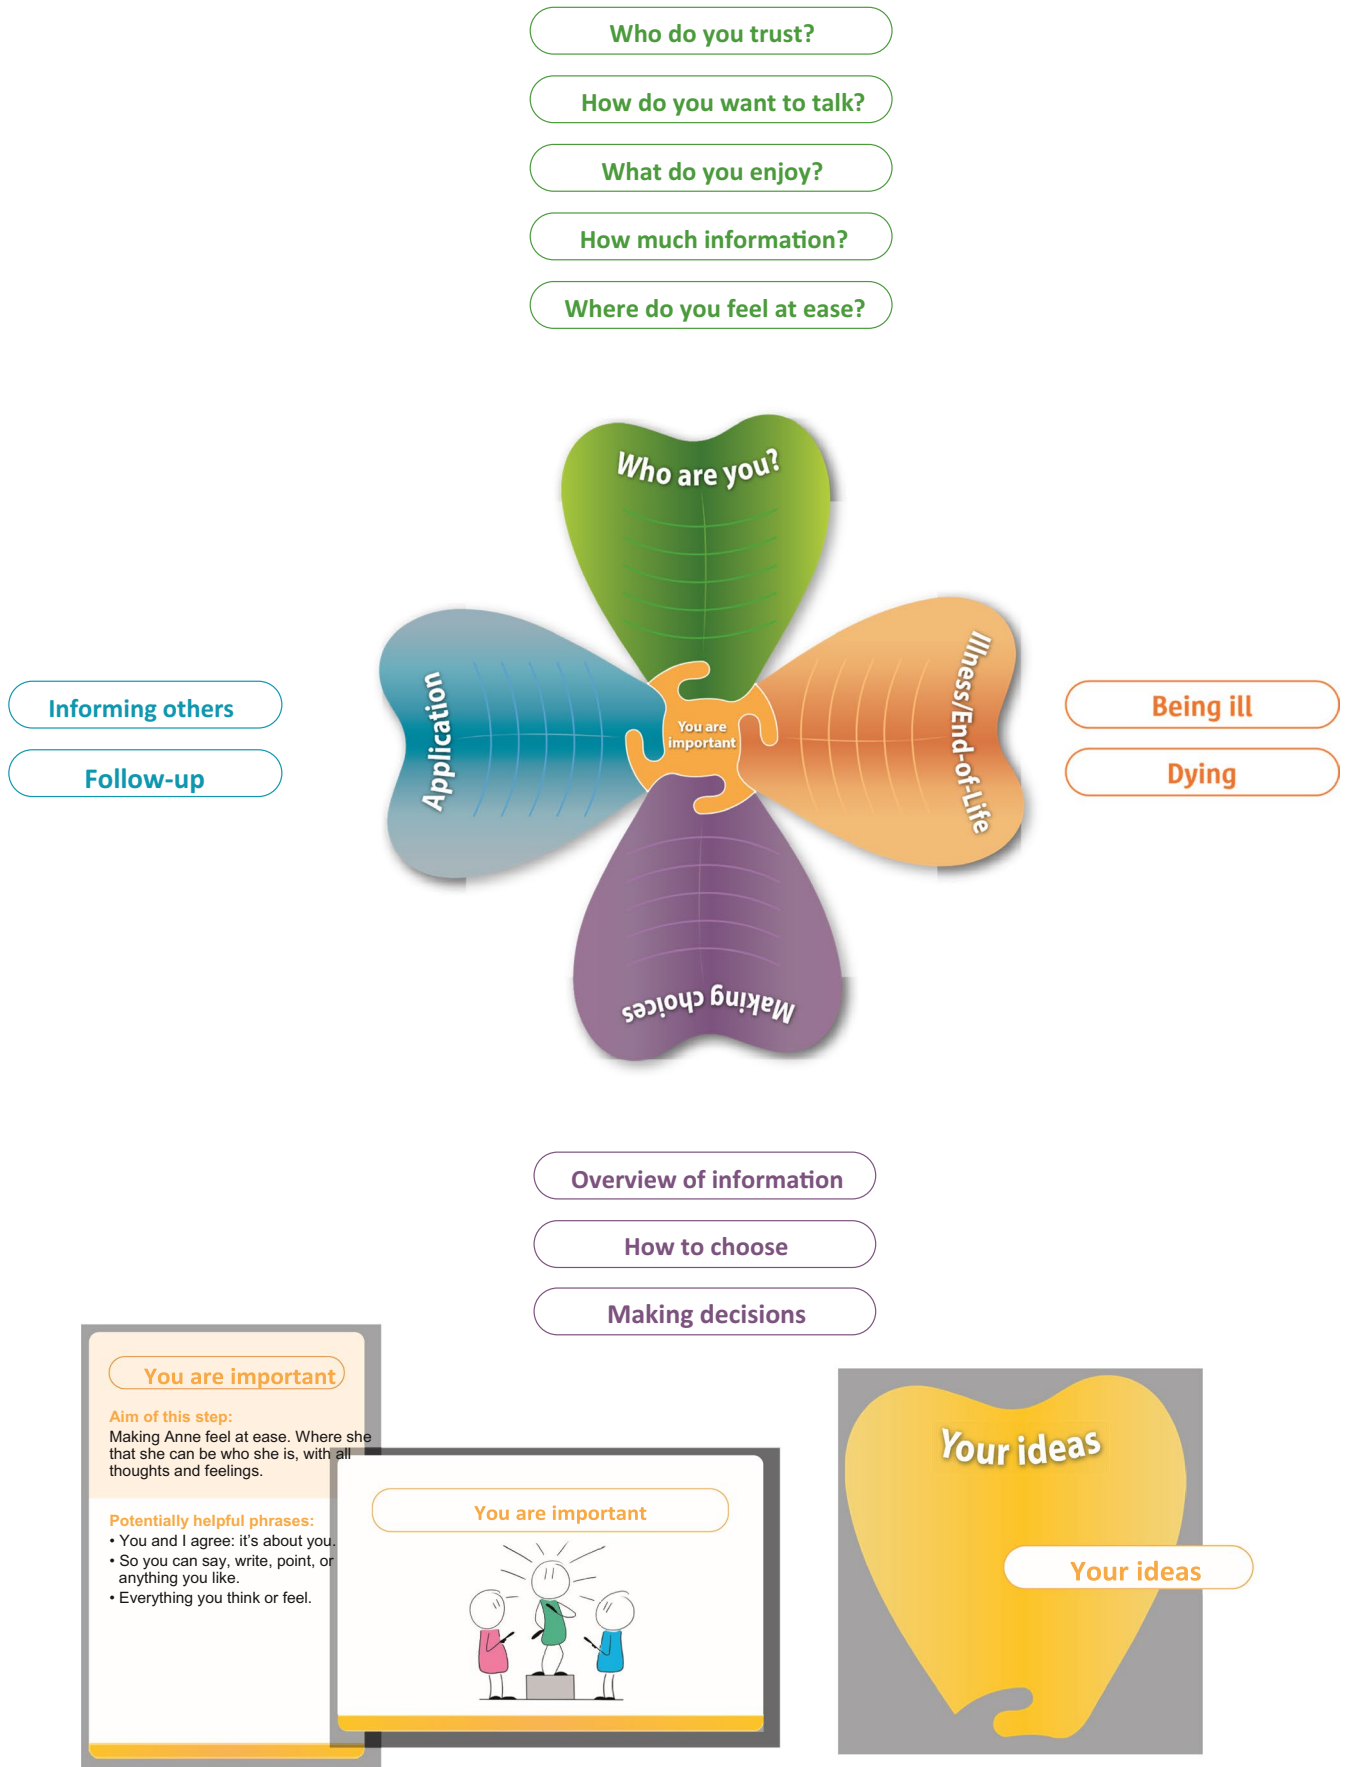 Who do you trust?
How do you want to talk?
What do you enjoy?
How much information?
Where do you feel at ease?
Who are you?
Application
Illness/End-of-Life
You are
important
Making choices
Informing others
Follow-up
Being ill
Dying
Overview of information
How to choose
Making decisions
You are important
Aim of this step:
Making Anne feel at ease. Where she
that she can be who she is, with all
thoughts and feelings.
Potentially helpful phrases:
• You and I agree: it's about you.
• So you can say, write, point, or
anything you like.
• Everything you think or feel.
You are important
Your ideas
Your ideas